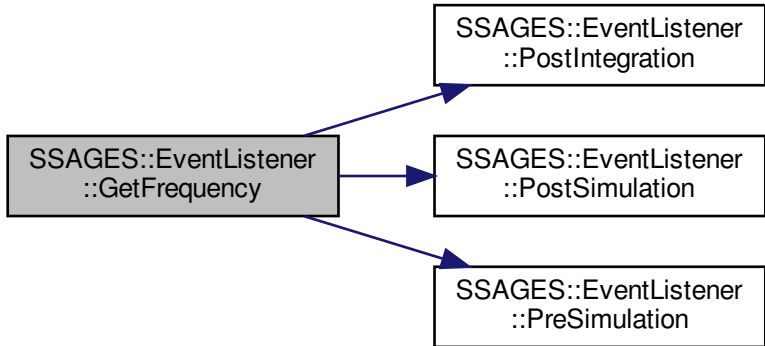 SSAGES::EventListener
::PostIntegration
SSAGES::EventListener
::GetFrequency
SSAGES::EventListener
::PostSimulation
SSAGES::EventListener
::PreSimulation